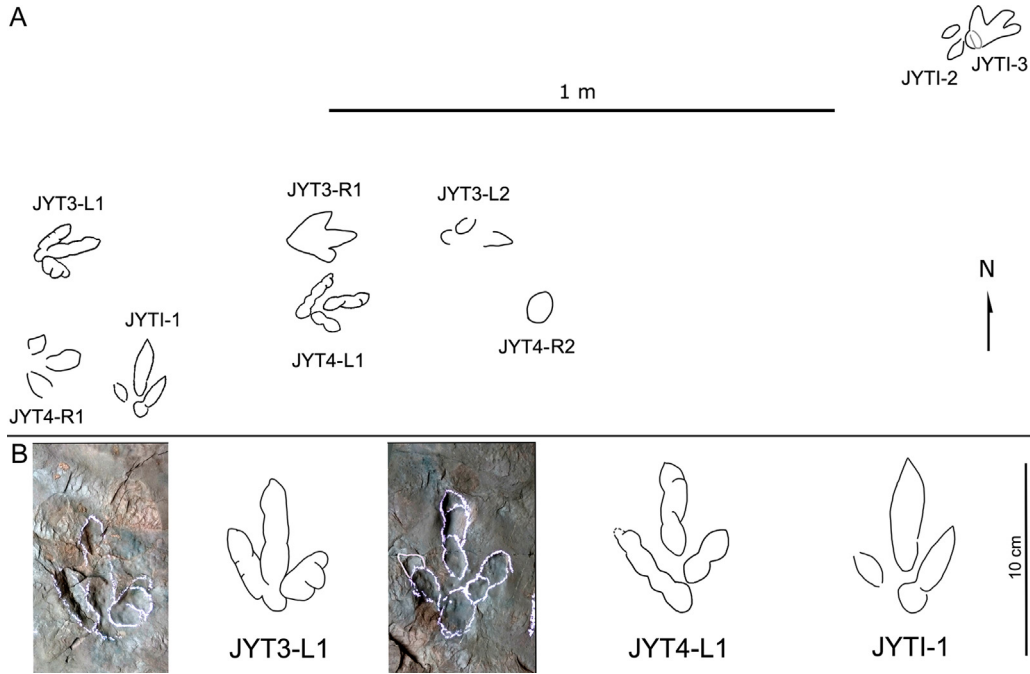 A
JYTI-2
JYTI-3
1 m
JYT3-L1
JYT3-R1
JYT3-L2
N
JYTI-1
JYT4-L1
JYT4-R2
JYT4-R1
B
10 cm
JYT3-L1
JYT4-L1
JYTI-1